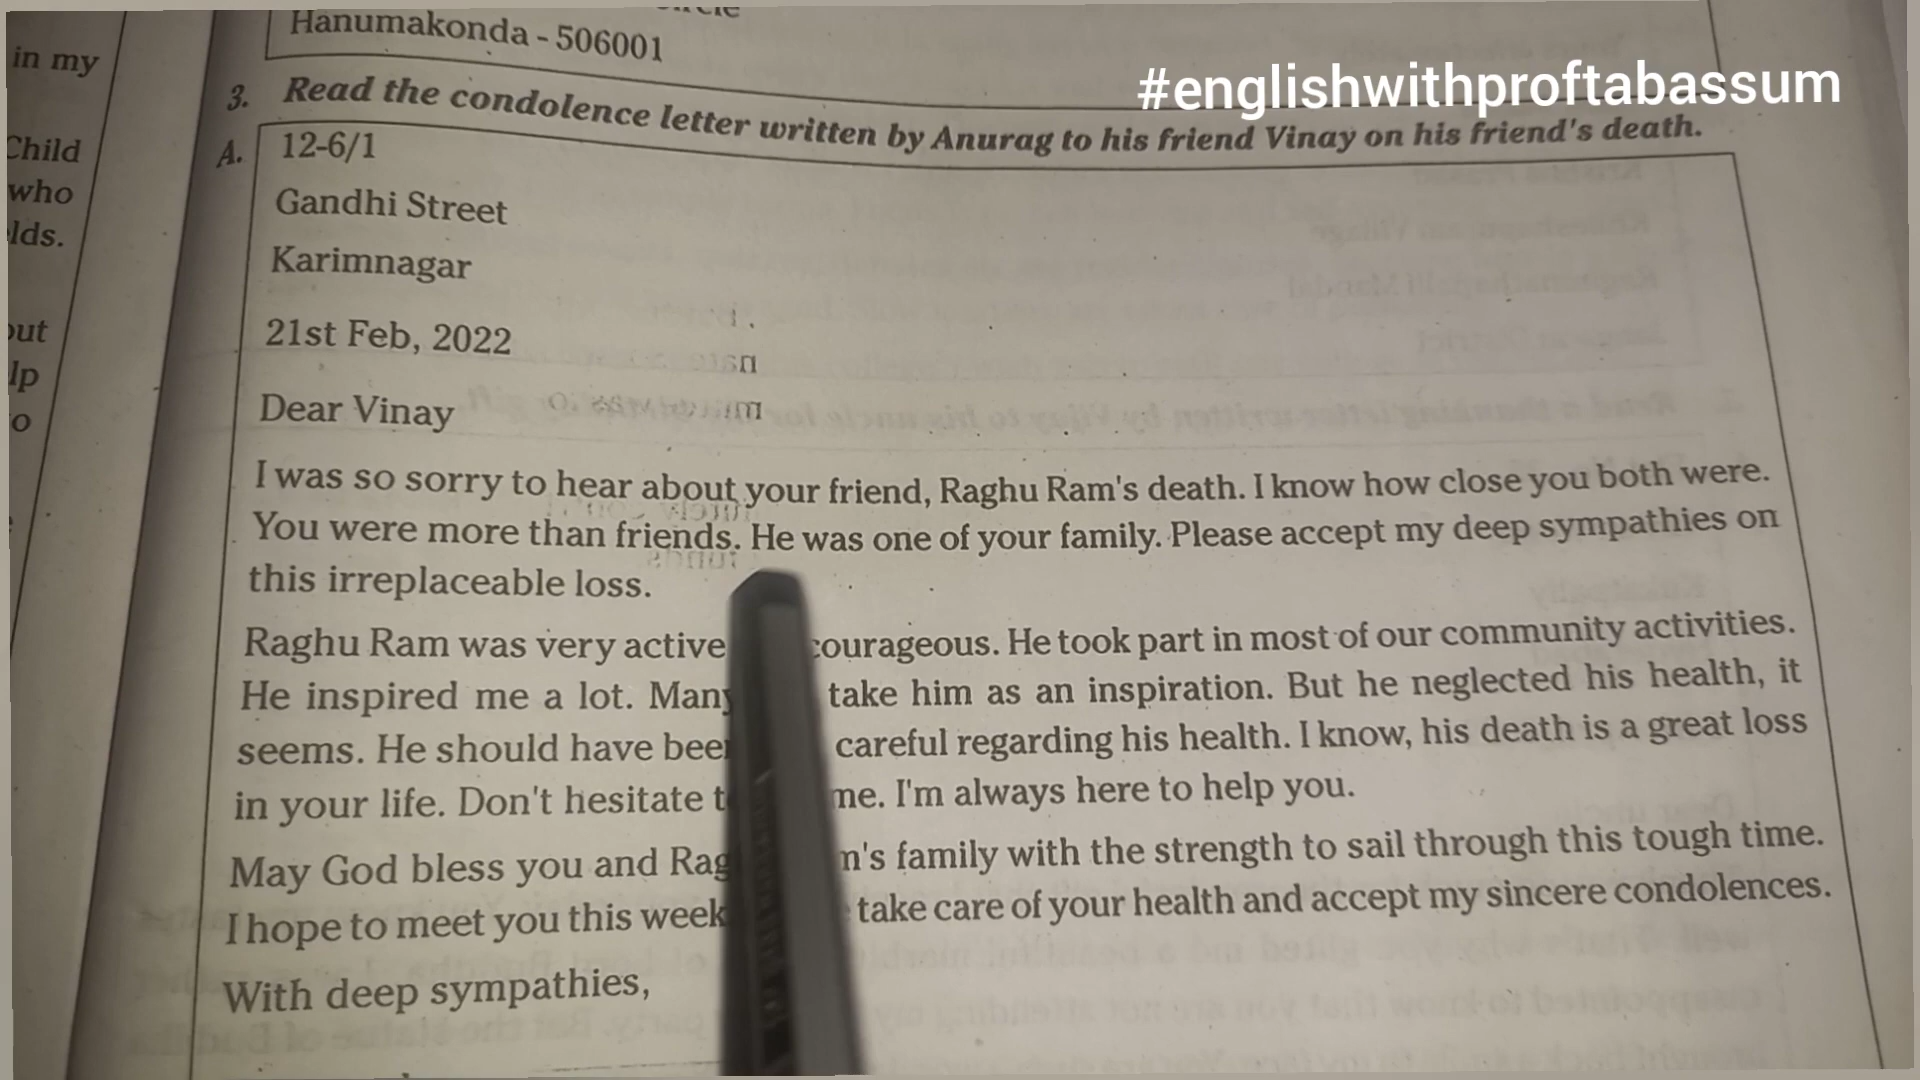 Hanumakonda - 506001
in my
#englishwithproftabassum
3. Read the condolence letter written by Anurag to his friend Vinay on his friend's death.
A. 12-6/1
Child
who
Gandhi Street
lds.
Karimnagar
21st Feb, 2022
out
lp
Dear Vinay
o
I was so sorry to hear about your friend, Raghu Ram's death. I know how close you both were.
You were more than friends. He was one of your family. Please accept my deep sympathies on
this irreplaceable loss.
Raghu Ram was very active courageous. He took part in most of our community activities.
He inspired me a lot. Many take him as an inspiration. But he neglected his health, it
seems. He should have been careful regarding his health. I know, his death is a great loss
in your life. Don't hesitate me. I'm always here to help you.
May God bless you and Rag m's family with the strength to sail through this tough time.
I hope to meet you this week take care of your health and accept my sincere condolences.
With deep sympathies,